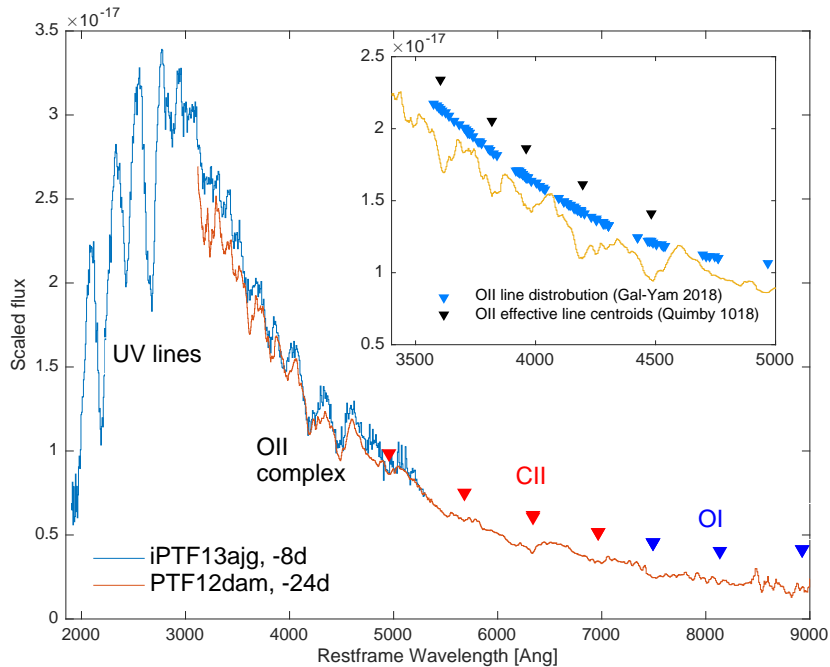 ×10-17
3.5
3
2.5
2
1.5
1
0.5
0
Scaled flux
2000 3000 4000 5000 6000 7000 8000 9000
Restframe Wavelength [Ang]
UV lines
OII
complex
CII
OI
iPTF13ajg, -8d
PTF12dam, -24d
×10-17
2.5
2
1.5
1
0.5
3500 4000 4500 5000
OII line distrobution (Gal-Yam 2018)
OII effective line centroids (Quimby 1018)